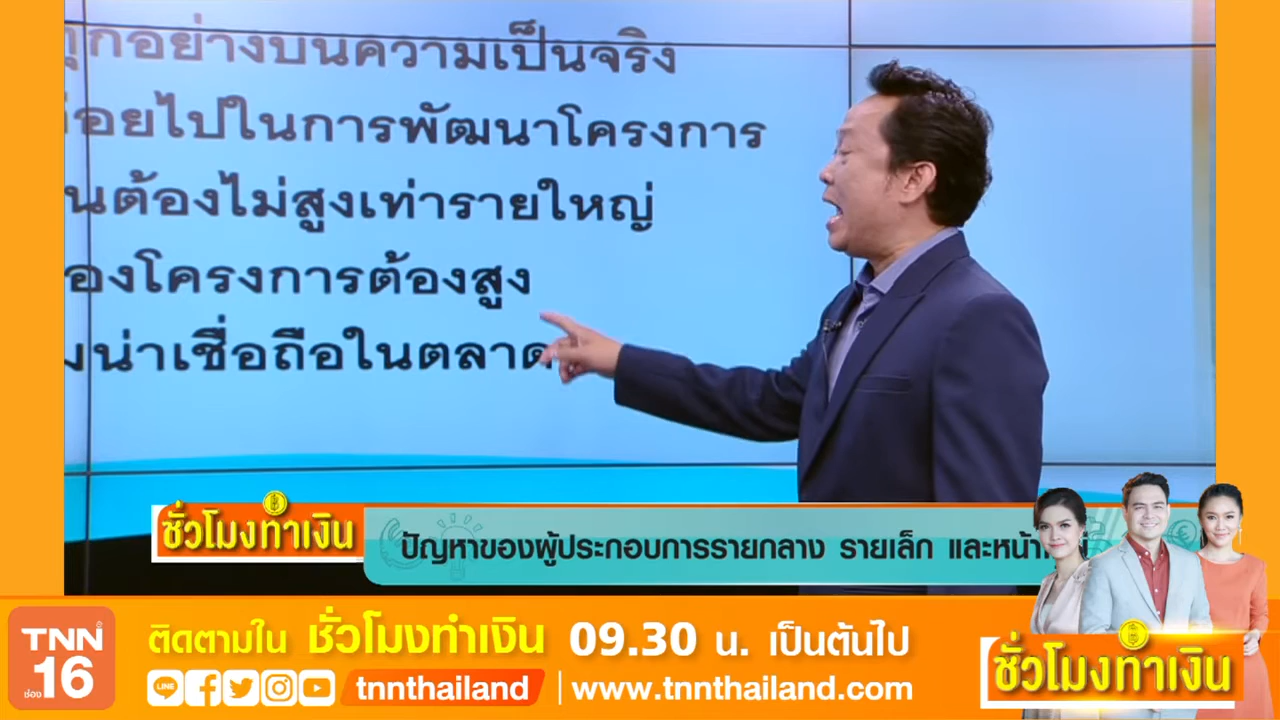 ทุกอย่างบนความเป็นจริง
ค่อยไปในการพัฒนาโครงการ
นต้องไม่สูงเท่ารายใหญ่
องโครงการต้องสูง
น่าเชื่อถือในตลาด
ชั่วโมงทำเงิน
ปัญหาของผู้ประกอบการรายกลาง รายเล็ก และหน้า
TNN
ช่อง 16
ติดตามใน ชั่วโมงทำเงิน 09.30 น. เป็นต้นไป
LINE
tnnthailand
www.tnnthailand.com
ชั่วโมงทำเงิน